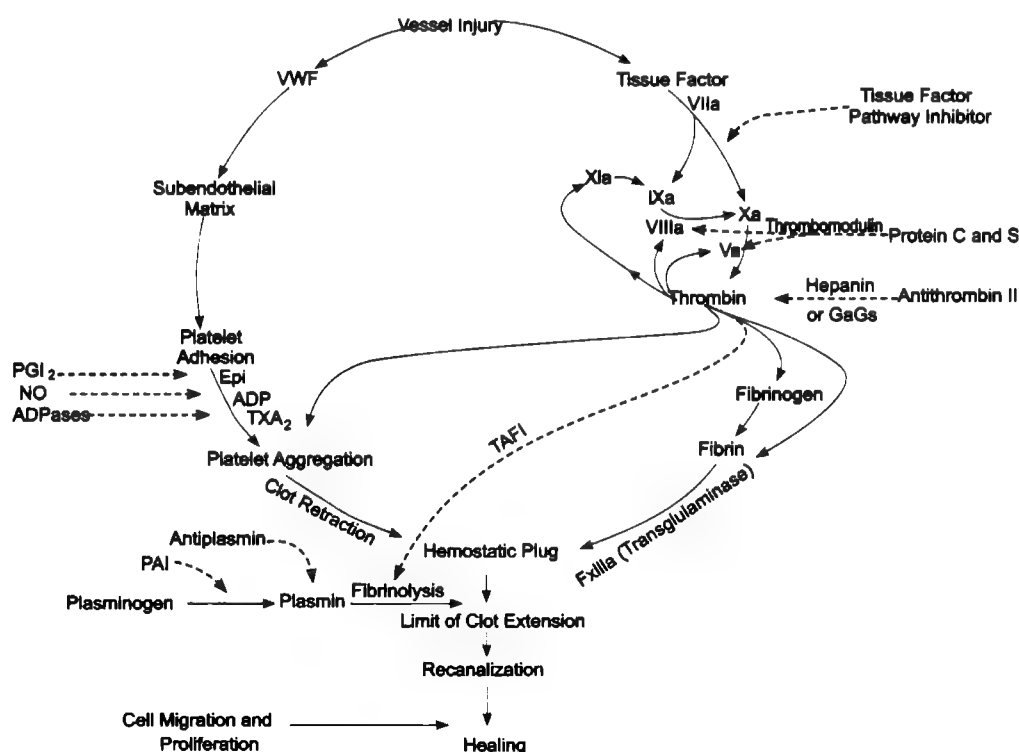 Vessel Injury
VWF
Tissue Factor
VIIa
Tissue Factor
Pathway Inhibitor
Subendothelial
Matrix
XIa
IXa
Xa
VIIIa
Thrombomodulin
Va
Protein C and S
Thrombin
Hepanin
or GaGs
Antithrombin II
Platelet
Adhesion
PGI2
NO
ADPases
Epi
ADP
TXA2
Platelet Aggregation
Fibrinogen
Fibrin
TAFI
Clot Retraction
FxIIIa (Transglulaminase)
Hemostatic Plug
Antiplasmin
PAI
Plasminogen
Plasmin
Fibrinolysis
Limit of Clot Extension
Recanalization
Cell Migration and
Proliferation
Healing